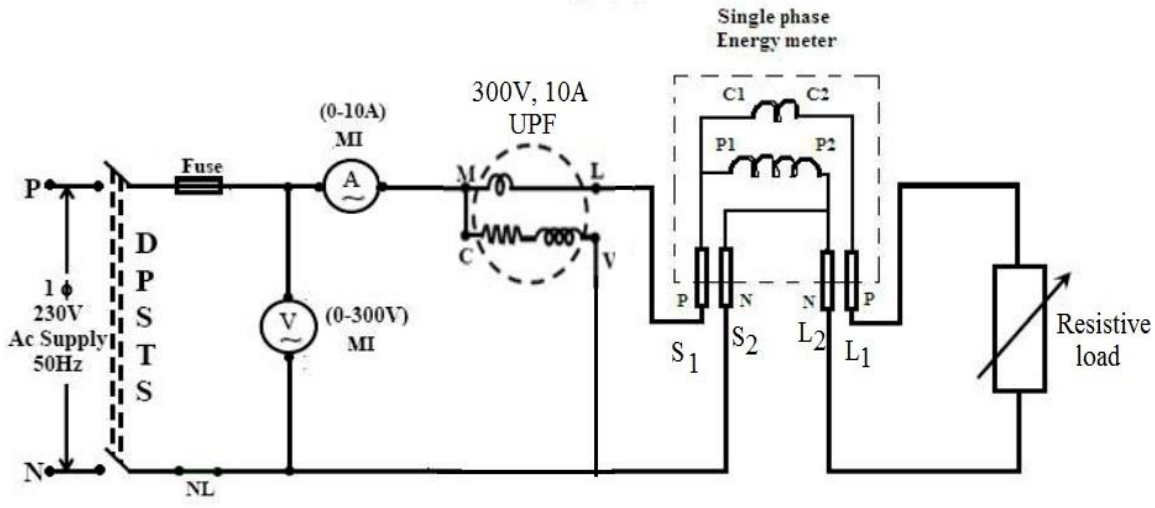 Single phase
Energy meter
300V, 10A
UPF
(0-10A)
MI
C1 C2
P1 P2
Fuse
P
A
M
L
D
P
S
T
S
C
V
1 ϕ
230V
Ac Supply
50Hz
V
(0-300V)
MI
P N N P
S1 S2 L2 L1
Resistive
load
N
NL